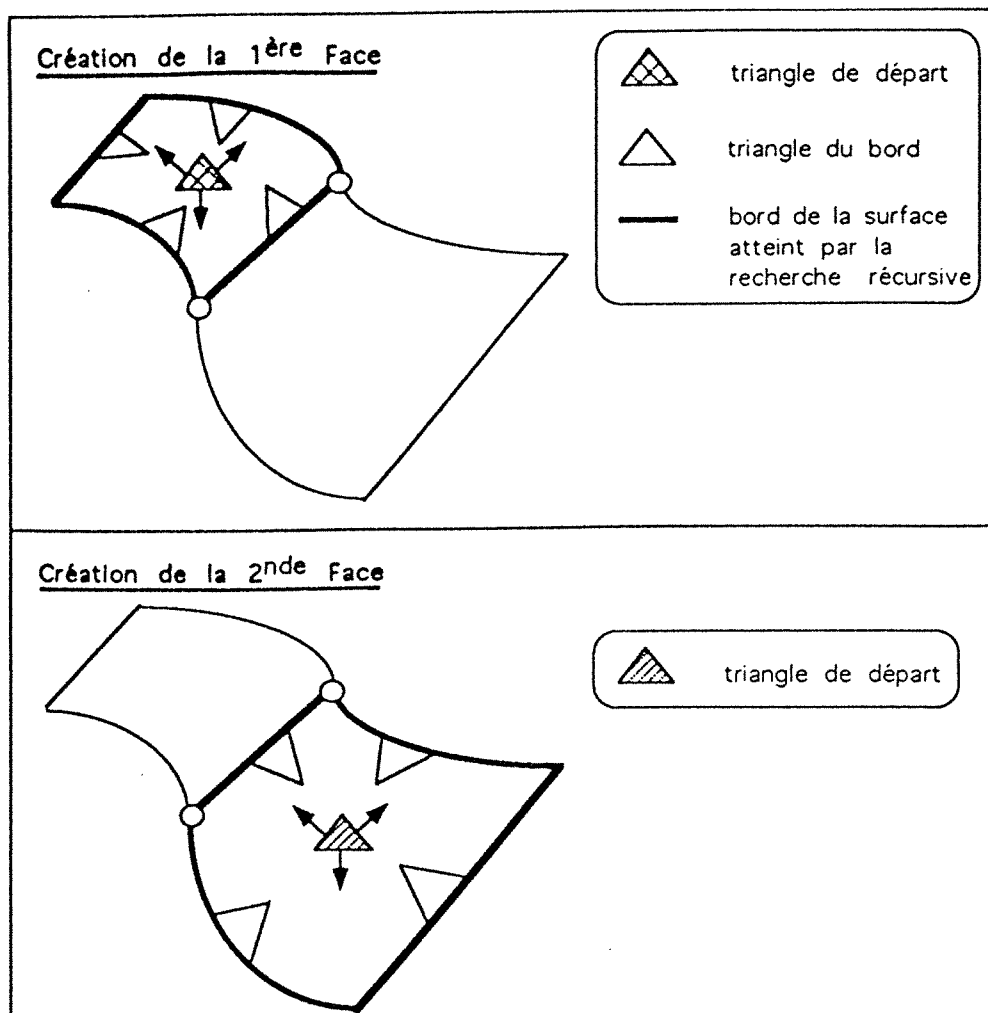 Création de la 1ère Face
triangle de départ
triangle du bord
bord de la surface
atteint par la
recherche récursive
Création de la 2nde Face
triangle de départ